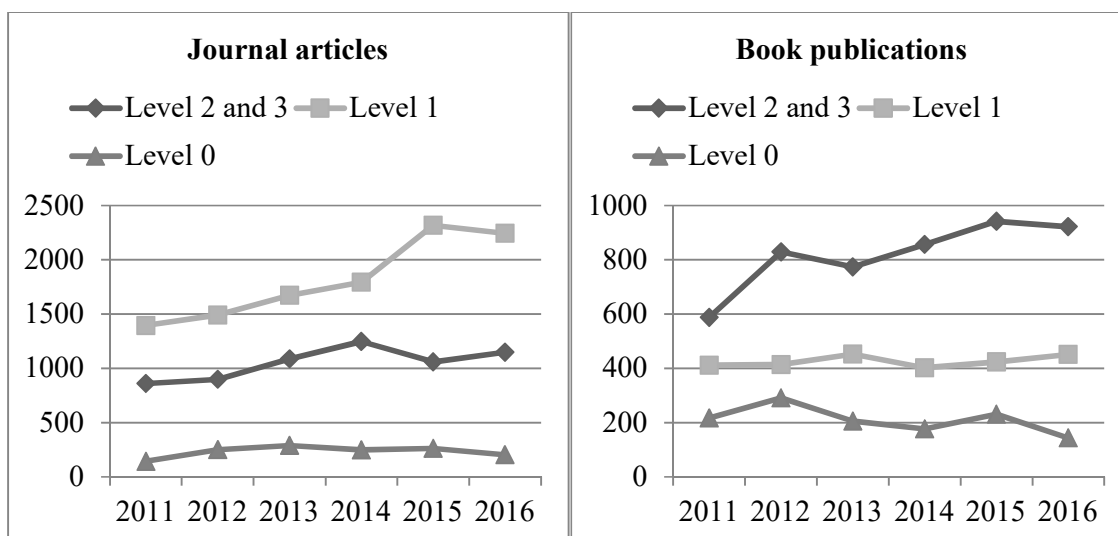 Journal articles
Level 2 and 3 Level 1
Level 0
2500
2000
1500
1000
500
0
2011 2012 2013 2014 2015 2016
Book publications
Level 2 and 3 Level 1
Level 0
1000
800
600
400
200
0
2011 2012 2013 2014 2015 2016